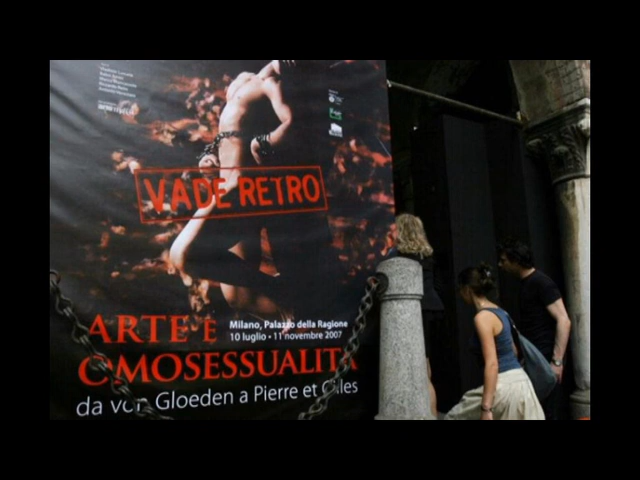 VADE RETRO
ARTE E
Milano, Palazzo della Ragione
10 luglio • 11 novembre 2007
OMOSESSUALITÀ
da von Gloeden a Pierre et Gilles